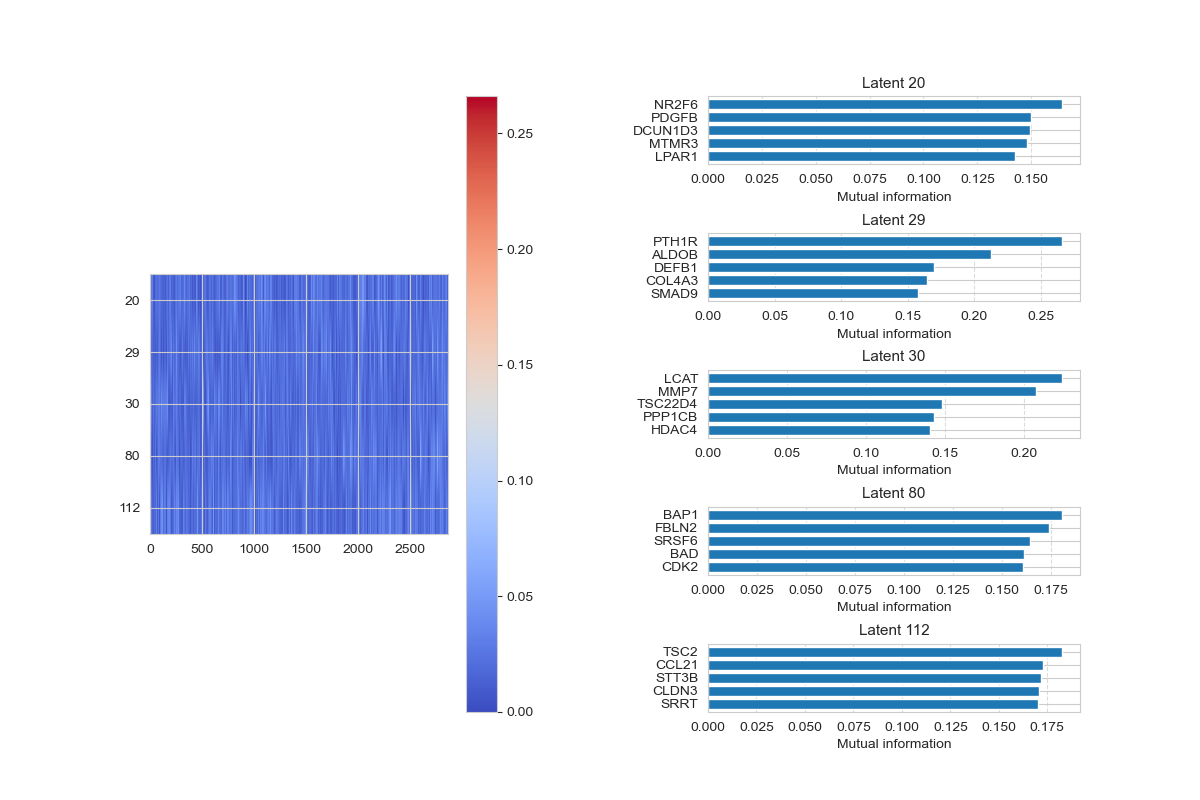 0.25
0.20
0.15
0.10
0.05
0.00
20
29
30
80
112
0 500 1000 1500 2000 2500
Latent 20
NR2F6
PDGFB
DCUN1D3
MTMR3
LPAR1
0.000 0.025 0.050 0.075 0.100 0.125 0.150
Mutual information
Latent 29
PTH1R
ALDOB
DEFB1
COL4A3
SMAD9
0.00 0.05 0.10 0.15 0.20 0.25
Mutual information
Latent 30
LCAT
MMP7
TSC22D4
PPP1CB
HDAC4
0.00 0.05 0.10 0.15 0.20
Mutual information
Latent 80
BAP1
FBLN2
SRSF6
BAD
CDK2
0.000 0.025 0.050 0.075 0.100 0.125 0.150 0.175
Mutual information
Latent 112
TSC2
CCL21
STT3B
CLDN3
SRRT
0.000 0.025 0.050 0.075 0.100 0.125 0.150 0.175
Mutual information